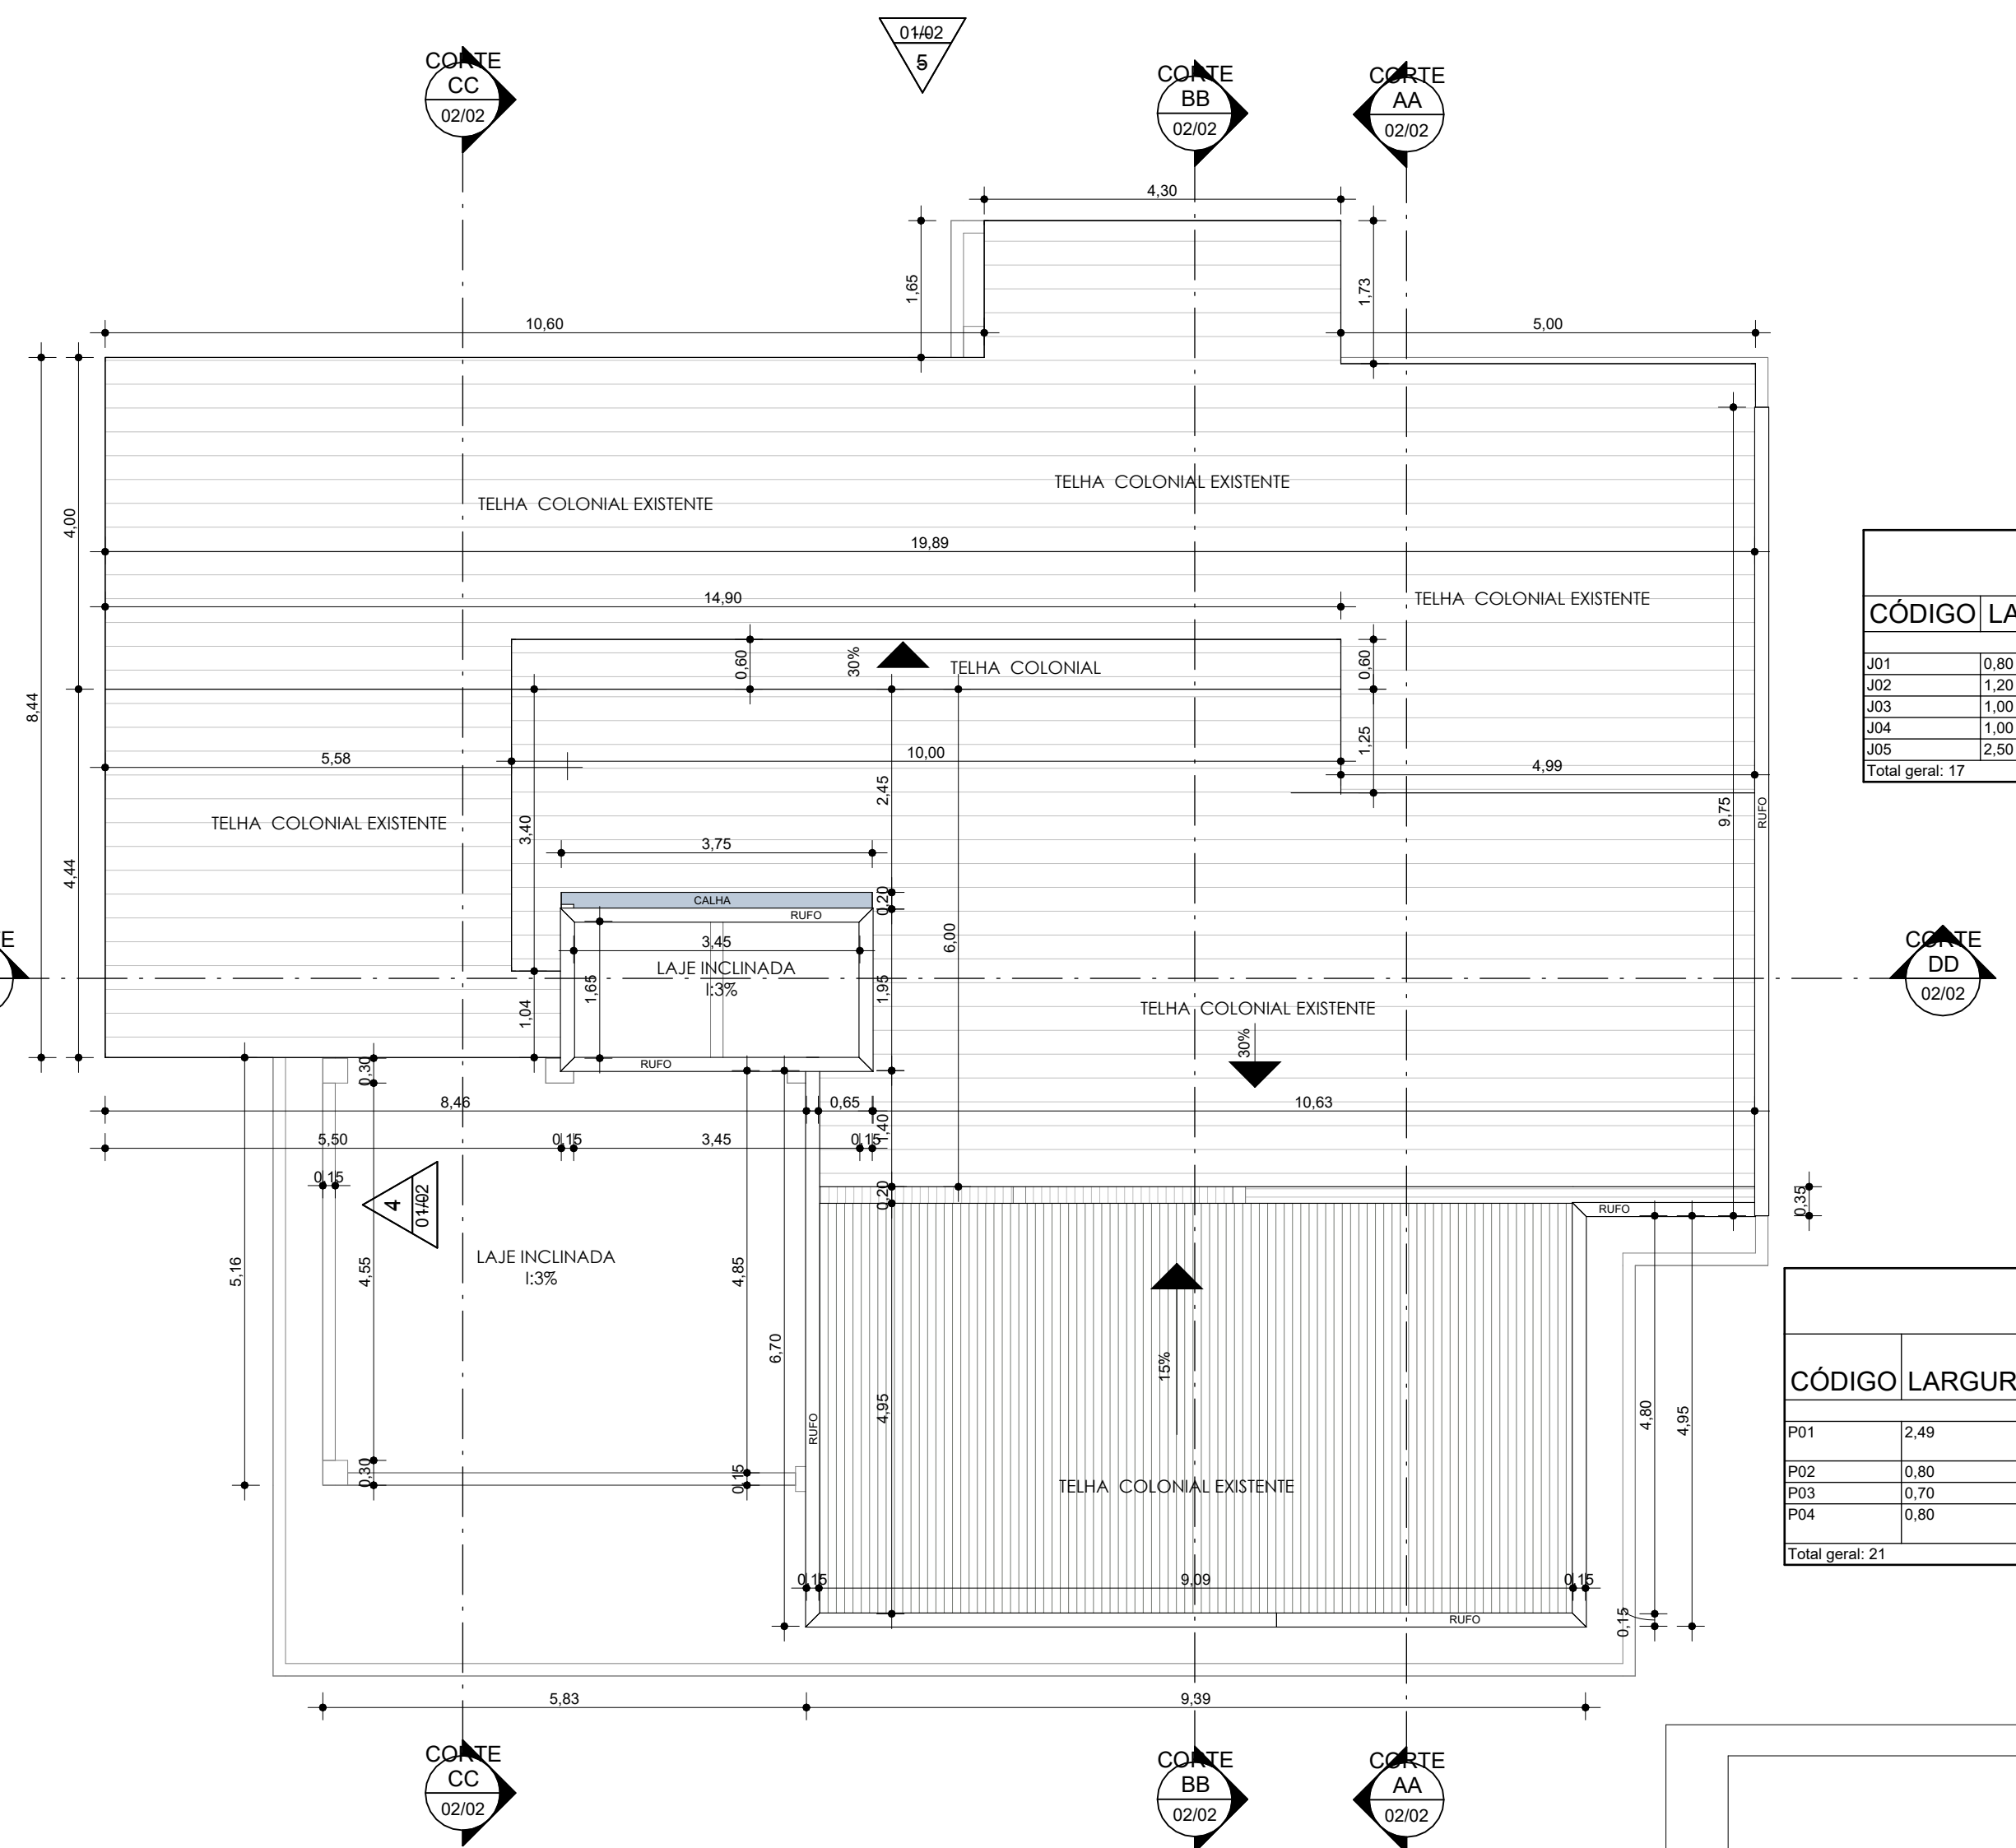 01/02
5
CORTE
CC
02/02
CORTE
BB
02/02
CORTE
AA
02/02
4,30
1,65
1,73
10,60
5,00
8,44
4,00
4,44
TELHA COLONIAL EXISTENTE
TELHA COLONIAL EXISTENTE
19,89
14,90
TELHA COLONIAL EXISTENTE
0,60
30%
TELHA COLONIAL
0,60
1,25
5,58
10,00
4,99
2,45
9,75
RUFO
TELHA COLONIAL EXISTENTE
3,40
3,75
CALHA
0,20
RUFO
3,45
LAJE INCLINADA
I:3%
1,65
1,95
6,00
1,04
TELHA COLONIAL EXISTENTE
30%
CORTE
DD
02/02
E
RUFO
0,30
8,46
0,65
10,63
1,40
5,50
0,15
3,45
0,15
0,15
4
01/02
0,20
RUFO
0,35
5,16
4,55
LAJE INCLINADA
I:3%
4,85
6,70
15%
4,95
RUFO
4,80
4,95
0,30
0,15
TELHA COLONIAL EXISTENTE
0,15
9,09
0,15
RUFO
0,15
5,83
9,39
CORTE
CC
02/02
CORTE
BB
02/02
CORTE
AA
02/02
CÓDIGO LA
J01 0,80
J02 1,20
J03 1,00
J04 1,00
J05 2,50
Total geral: 17
CÓDIGO LARGUR
P01 2,49
P02 0,80
P03 0,70
P04 0,80
Total geral: 21